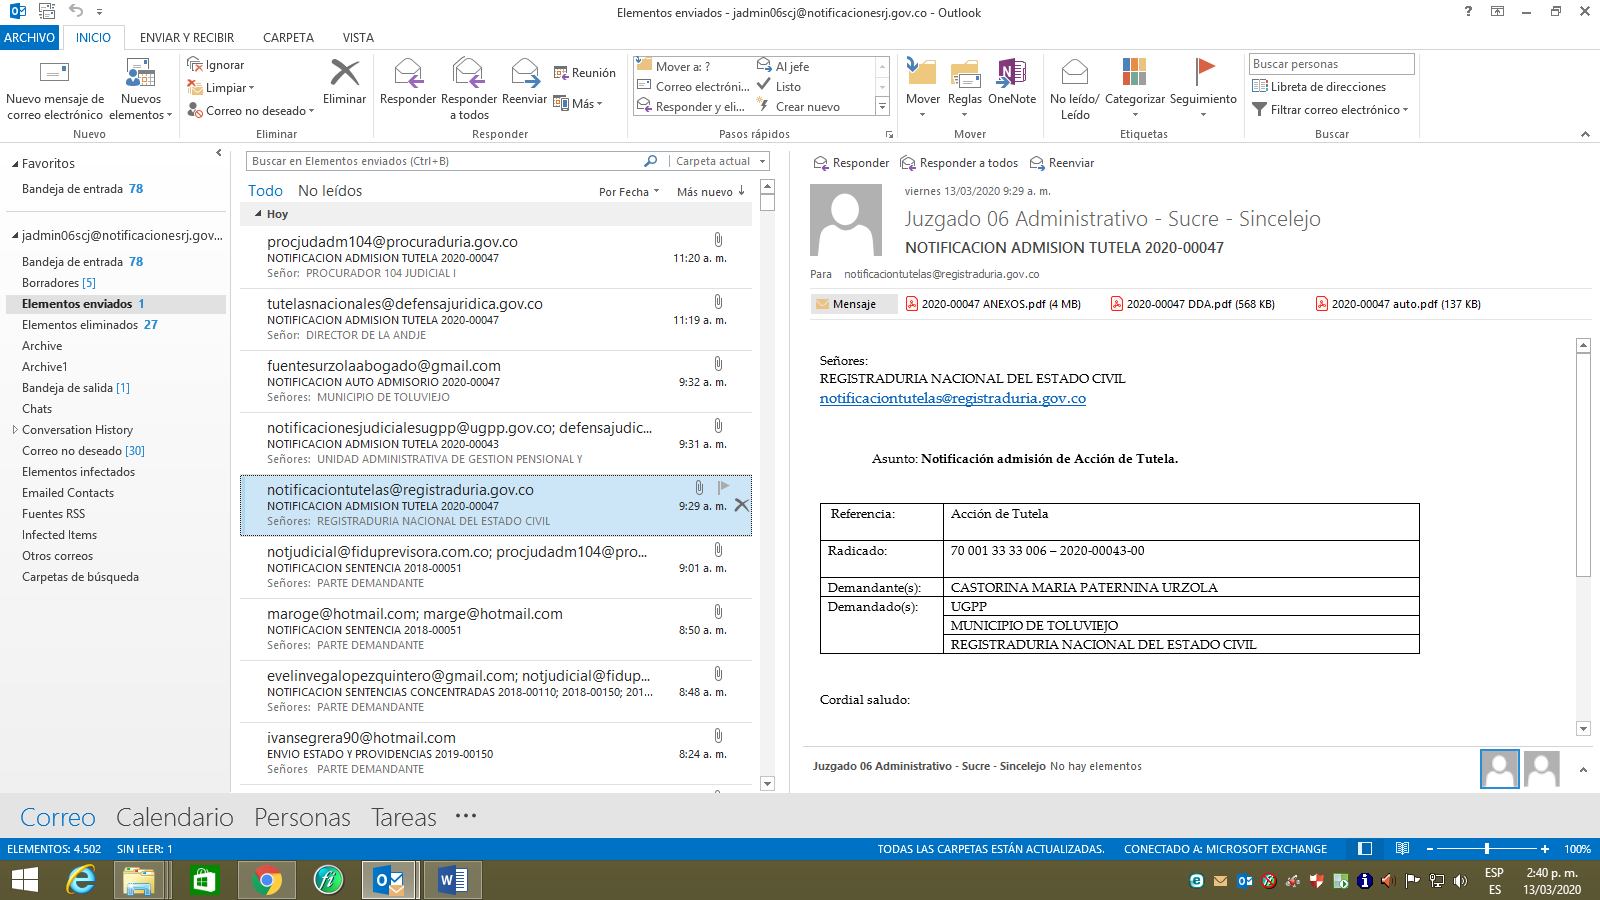 Elementos enviados - jadmin06scj@notificacionesrj.gov.co - Outlook
ARCHIVO INICIO ENVIAR Y RECIBIR CARPETA VISTA
Nuevo mensaje de correo electrónico
Nuevos elementos
Nuevo
Ignorar
Limpiar
Correo no deseado
Eliminar
Eliminar
Responder
Responder a todos
Reenviar
Reunión
Más
Responder
Mover a: ?
Correo electróni...
Responder y eli...
Al jefe
Listo
Crear nuevo
Pasos rápidos
Mover
Reglas
OneNote
Mover
No leído/ Leído
Categorizar
Seguimiento
Etiquetas
Buscar personas
Libreta de direcciones
Filtrar correo electrónico
Buscar
Favoritos
Bandeja de entrada 78
jadmin06scj@notificacionesrj.gov...
Bandeja de entrada 78
Borradores [5]
Elementos enviados 1
Elementos eliminados 27
Archive
Archive1
Bandeja de salida [1]
Chats
Conversation History
Correo no deseado [30]
Elementos infectados
Emailed Contacts
Fuentes RSS
Infected Items
Otros correos
Carpetas de búsqueda
Buscar en Elementos enviados (Ctrl+B) Carpeta actual
Todo No leídos Por Fecha Más nuevo
Hoy
procjudadm104@procuraduria.gov.co
NOTIFICACION ADMISION TUTELA 2020-00047 11:20 a. m.
Señor: PROCURADOR 104 JUDICIAL I
tutelasnacionales@defensajuridica.gov.co
NOTIFICACION ADMISION TUTELA 2020-00047 11:19 a. m.
Señor: DIRECTOR DE LA ANDJE
fuentesurzolaabogado@gmail.com
NOTIFICACION AUTO ADMISORIO 2020-00047 9:32 a. m.
Señores: MUNICIPIO DE TOLUVIEJO
notificacionesjudicialesugpp@ugpp.gov.co; defensajudic...
NOTIFICACION ADMISION TUTELA 2020-00043 9:31 a. m.
Señores: UNIDAD ADMINISTRATIVA DE GESTION PENSIONAL Y
notificaciontutelas@registraduria.gov.co
NOTIFICACION ADMISION TUTELA 2020-00047 9:29 a. m.
Señores: REGISTRADURIA NACIONAL DEL ESTADO CIVIL
notjudicial@fiduprevisora.com.co; procjudadm104@pro...
NOTIFICACION SENTENCIA 2018-00051 9:01 a. m.
Señores: PARTE DEMANDANTE
maroge@hotmail.com; marge@hotmail.com
NOTIFICACION SENTENCIA 2018-00051 8:50 a. m.
Señores: PARTE DEMANDANTE
evelinvegalopezquintero@gmail.com; notjudicial@fidup...
NOTIFICACION SENTENCIAS CONCENTRADAS 2018-00110; 2018-00150; 201... 8:48 a. m.
Señores: PARTE DEMANDANTE
ivansegrera90@hotmail.com
ENVIO ESTADO Y PROVIDENCIAS 2019-00150 8:24 a. m.
Señores PARTE DEMANDANTE
Responder Responder a todos Reenviar
viernes 13/03/2020 9:29 a. m.
Juzgado 06 Administrativo - Sucre - Sincelejo
NOTIFICACION ADMISION TUTELA 2020-00047
Para notificaciontutelas@registraduria.gov.co
Mensaje 2020-00047 ANEXOS.pdf (4 MB) 2020-00047 DDA.pdf (568 KB) 2020-00047 auto.pdf (137 KB)
Señores:
REGISTRADURIA NACIONAL DEL ESTADO CIVIL
notificaciontutelas@registraduria.gov.co
Asunto: Notificación admisión de Acción de Tutela.
Referencia: Acción de Tutela
Radicado: 70 001 33 33 006 – 2020-00043-00
Demandante(s): CASTORINA MARIA PATERNINA URZOLA
Demandado(s): UGPP
MUNICIPIO DE TOLUVIEJO
REGISTRADURIA NACIONAL DEL ESTADO CIVIL
Cordial saludo:
Juzgado 06 Administrativo - Sucre - Sincelejo No hay elementos
Correo Calendario Personas Tareas ···
ELEMENTOS: 4.502 SIN LEER: 1 TODAS LAS CARPETAS ESTÁN ACTUALIZADAS. CONECTADO A: MICROSOFT EXCHANGE 100%
ESP 2:40 p. m.
ES 13/03/2020